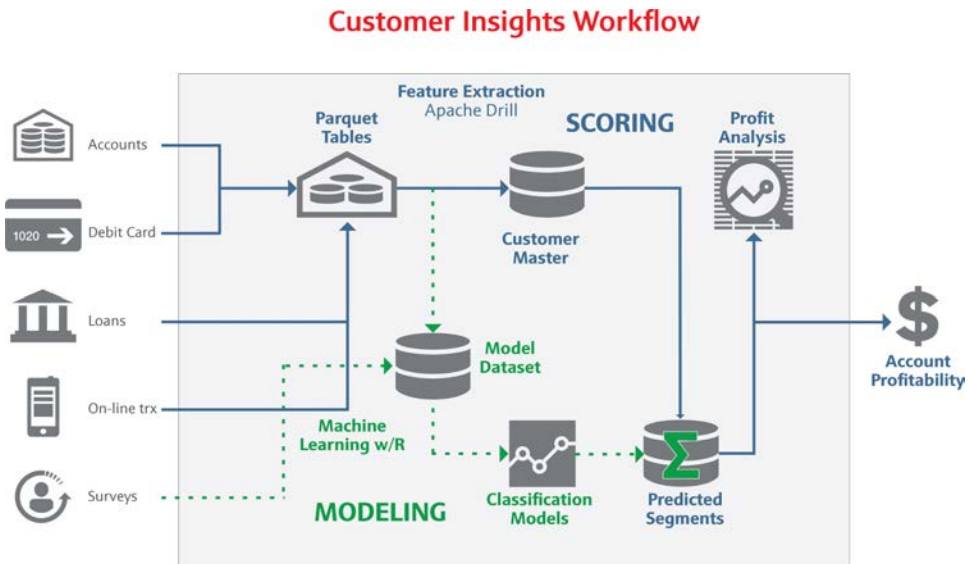 Customer Insights Workflow
Feature Extraction
Apache Drill
SCORING
Parquet
Tables
Profit
Analysis
Accounts
1020
Debit Card
Customer
Master
Loans
Model
Dataset
Account
Profitability
On-line trx
Machine
Learning w/R
Surveys
MODELING
Classification
Models
Predicted
Segments